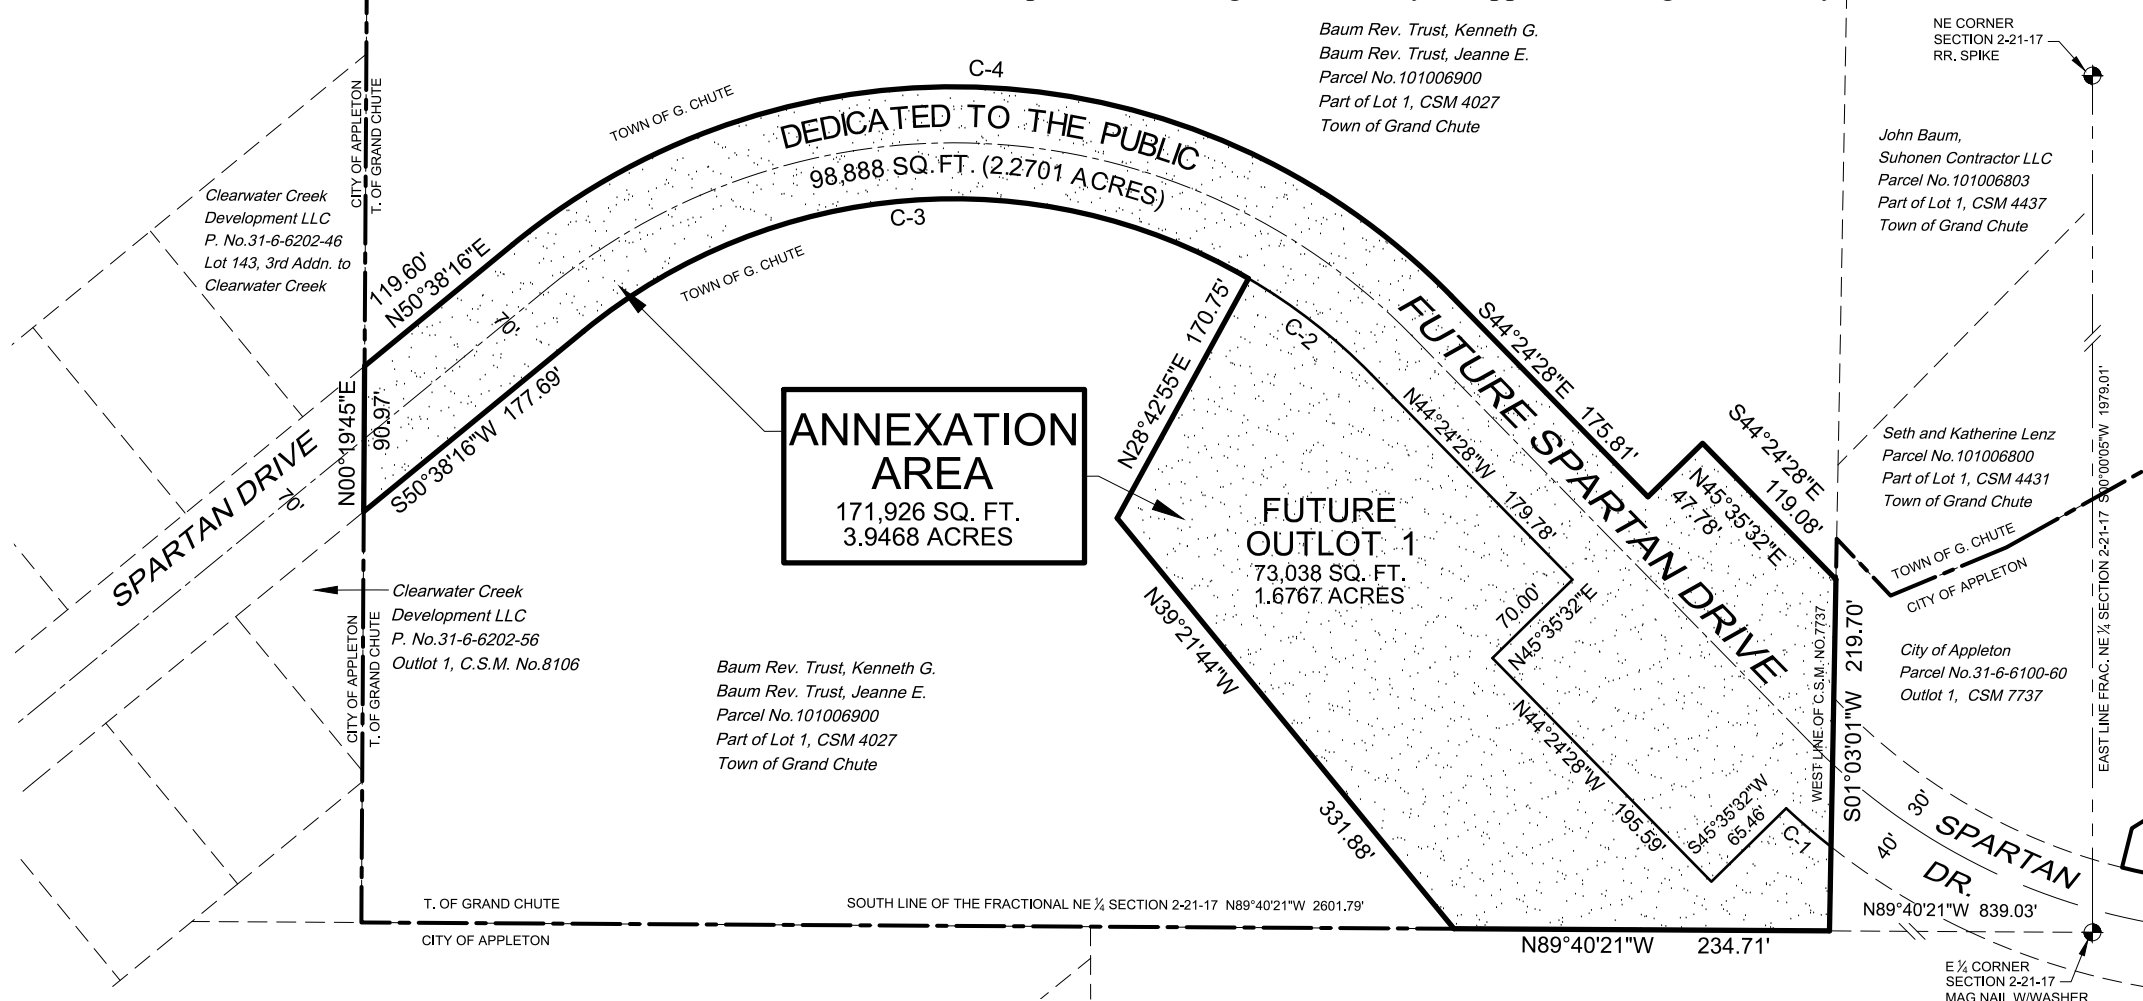 Baum Rev. Trust, Kenneth G.
Baum Rev. Trust, Jeanne E.
Parcel No.101006900
Part of Lot 1, CSM 4027
Town of Grand Chute
NE CORNER
SECTION 2-21-17
RR. SPIKE
C-4
TOWN OF G. CHUTE
CITY OF APPLETON
T. OF GRAND CHUTE
DEDICATED TO THE PUBLIC
98,888 SQ.FT. (2.2701 ACRES)
C-3
TOWN OF G. CHUTE
John Baum,
Suhonen Contractor LLC
Parcel No.101006803
Part of Lot 1, CSM 4437
Town of Grand Chute
Clearwater Creek
Development LLC
P. No.31-6-6202-46
Lot 143, 3rd Addn. to
Clearwater Creek
119.60'
N50°38'16"E
70'
N00°19'45"E
90.97'
S50°38'16"W 177.69'
SPARTAN DRIVE
70'
ANNEXATION
AREA
171,926 SQ. FT.
3.9468 ACRES
N28°42'55"E 170.75'
C-2
FUTURE SPARTAN DRIVE
S44°24'28"E 175.81'
N44°24'28"W 179.78'
S44°24'28"E
119.08'
N45°35'32"E
47.78'
FUTURE
OUTLOT 1
73,038 SQ. FT.
1.6767 ACRES
70.00'
N45°35'32"E
Seth and Katherine Lenz
Parcel No.101006800
Part of Lot 1, CSM 4431
Town of Grand Chute
TOWN OF G. CHUTE
CITY OF APPLETON
EAST LINE FRAC. NE ¼ SECTION 2-21-17 S00°00'05"W 1979.01'
WEST LINE OF C.S.M. NO.7737
S01°03'01"W 219.70'
City of Appleton
Parcel No.31-6-6100-60
Outlot 1, CSM 7737
Clearwater Creek
Development LLC
P. No.31-6-6202-56
Outlot 1, C.S.M. No.8106
CITY OF APPLETON
T. OF GRAND CHUTE
Baum Rev. Trust, Kenneth G.
Baum Rev. Trust, Jeanne E.
Parcel No.101006900
Part of Lot 1, CSM 4027
Town of Grand Chute
N39°21'44"W
331.88'
N44°24'28"W 195.59'
S45°35'32"W
65.46'
C-1
30'
40'
SPARTAN
DR.
T. OF GRAND CHUTE
CITY OF APPLETON
SOUTH LINE OF THE FRACTIONAL NE ¼ SECTION 2-21-17 N89°40'21"W 2601.79'
N89°40'21"W 234.71'
N89°40'21"W 839.03'
E ¼ CORNER
SECTION 2-21-17
MAG NAIL W/WASHER